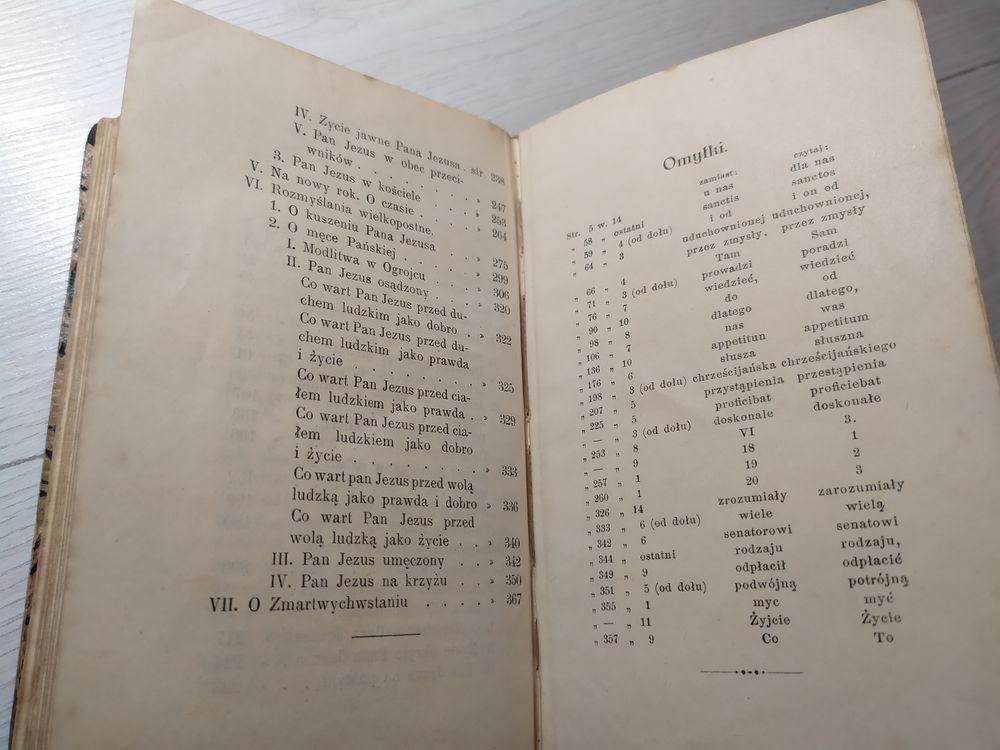 IV. Życie jawne Pana Jezusa. str. 238
V. Pan Jezus w obec przeci-
wników . . . . . . . » 247
3. Pan Jezus w kościele . . » 253
V. Na nowy rok. O czasie . . . . » 264
VI. Rozmyślania wielkopostne.
1. O kuszeniu Pana Jezusa
2. O męce Pańskiej . . . . . » 275
I. Modlitwa w Ogrojcu . . » 299
II. Pan Jezus osądzony . . . » 306
Co wart Pan Jezus przed du- 320
chem ludzkim jako dobro . » 322
Co wart Pan Jezus przed du-
chem ludzkim jako prawda
i życie . . . . . . . . » 325
Co wart Pan Jezus przed cia-
łem ludzkiem jako prawda . » 329
Co wart Pan Jezus przed cia-
łem ludzkiem jako dobro
i życie . . . . . . . . » 333
Co wart pan Jezus przed wolą
ludzką jako prawda i dobro » 336
Co wart Pan Jezus przed
wolą ludzką jako życie . . » 340
III. Pan Jezus umęczony . . » 342
IV. Pan Jezus na krzyżu . . » 350
VII. O Zmartwychwstaniu . . . . » 367
Omyłki.
zamiast: czytaj:
Str. 5 w. 14 u nas dla nas
„ 58 „ ostatni sanctis sanctos
„ 59 „ 4 (od dołu) i od i on od
„ 64 „ 3 uduchownionej uduchownionej,
przez zmysły. przez zmysły
„ 66 „ 4 Tam Sam
„ 71 „ 3 (od dołu) prowadzi poradzi
„ 76 „ 7 wiedzieć, wiedzieć
„ 90 „ 10 do od
„ 98 „ 8 dlatego dlatego,
„ 106 „ 7 nas was
„ 136 „ 10 appetitun appetitum
„ 176 „ 6 słusza słuszna
„ 198 „ 3 (od dołu) chrześcijańska chrześcijańskiego
„ 207 „ 5 przystąpienia przestąpienia
„ 225 „ 5 proficibat proficiebat
„ — „ 3 (od dołu) doskonale doskonałe
„ 253 „ 8 VI 3.
„ — „ 9 18 1
„ 257 „ 1 19 2
„ 260 „ 1 20 3
„ 326 „ 14 zrozumiały zarozumiały
„ 333 „ 6 (od dołu) wiele wielą
„ 342 „ 6 senatorowi senatowi
„ 344 „ ostatni rodzaju rodzaju,
„ 349 „ 9 odpłacił odpłacić
„ 351 „ 5 (od dołu) podwójną potrójną
„ 355 „ 1 myc myć
„ — „ 11 Żyjcie Życie
„ 357 „ 9 Co To